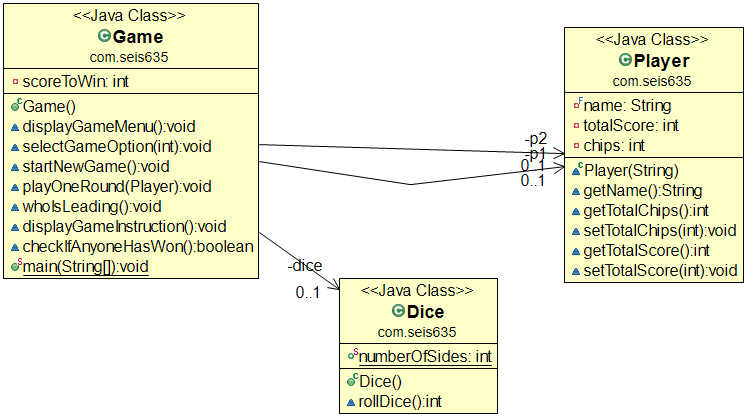 <<Java Class>>
Game
com.seis635
scoreToWin: int
Game()
displayGameMenu():void
selectGameOption(int):void
startNewGame():void
playOneRound(Player):void
whoIsLeading():void
displayGameInstruction():void
checkIfAnyoneHasWon():boolean
main(String[]):void
-p2
-p1
0..1
0..1
<<Java Class>>
Player
com.seis635
name: String
totalScore: int
chips: int
Player(String)
getName():String
getTotalChips():int
setTotalChips(int):void
getTotalScore():int
setTotalScore(int):void
-dice
0..1
<<Java Class>>
Dice
com.seis635
numberOfSides: int
Dice()
rollDice():int